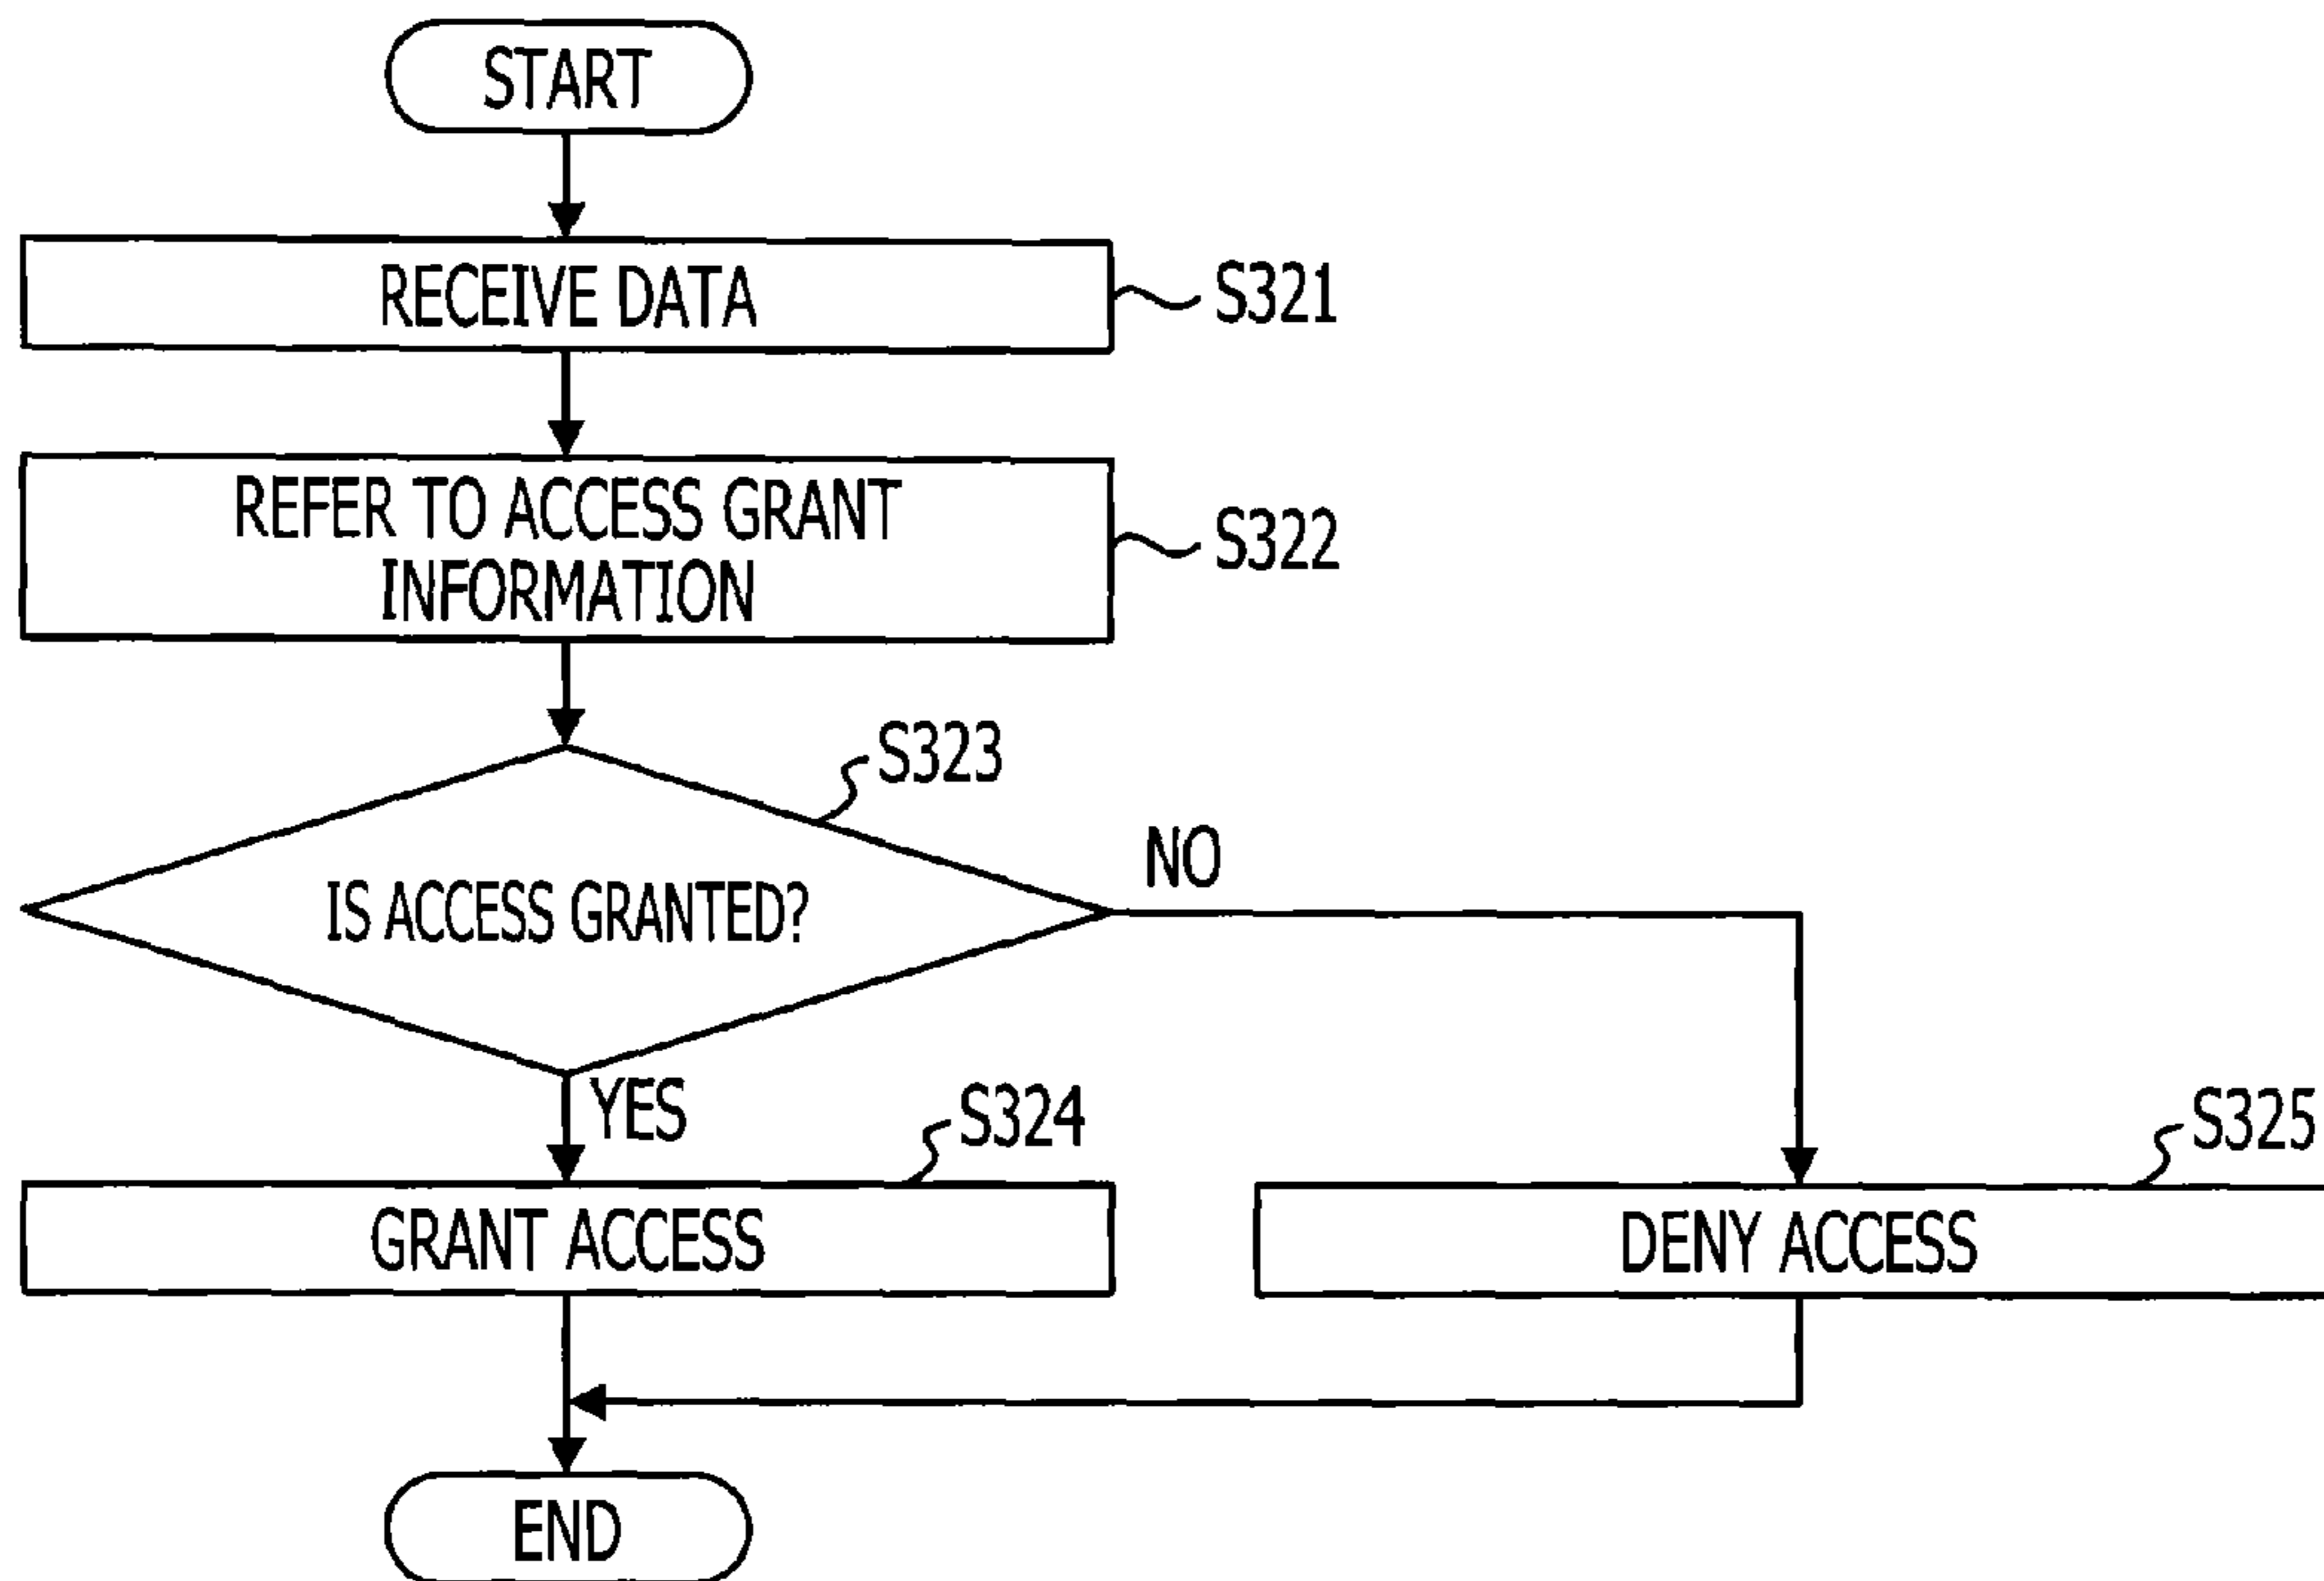 START
RECEIVE DATA
S321
REFER TO ACCESS GRANT
INFORMATION
S322
S323
IS ACCESS GRANTED?
NO
YES
S324
GRANT ACCESS
S325
DENY ACCESS
END